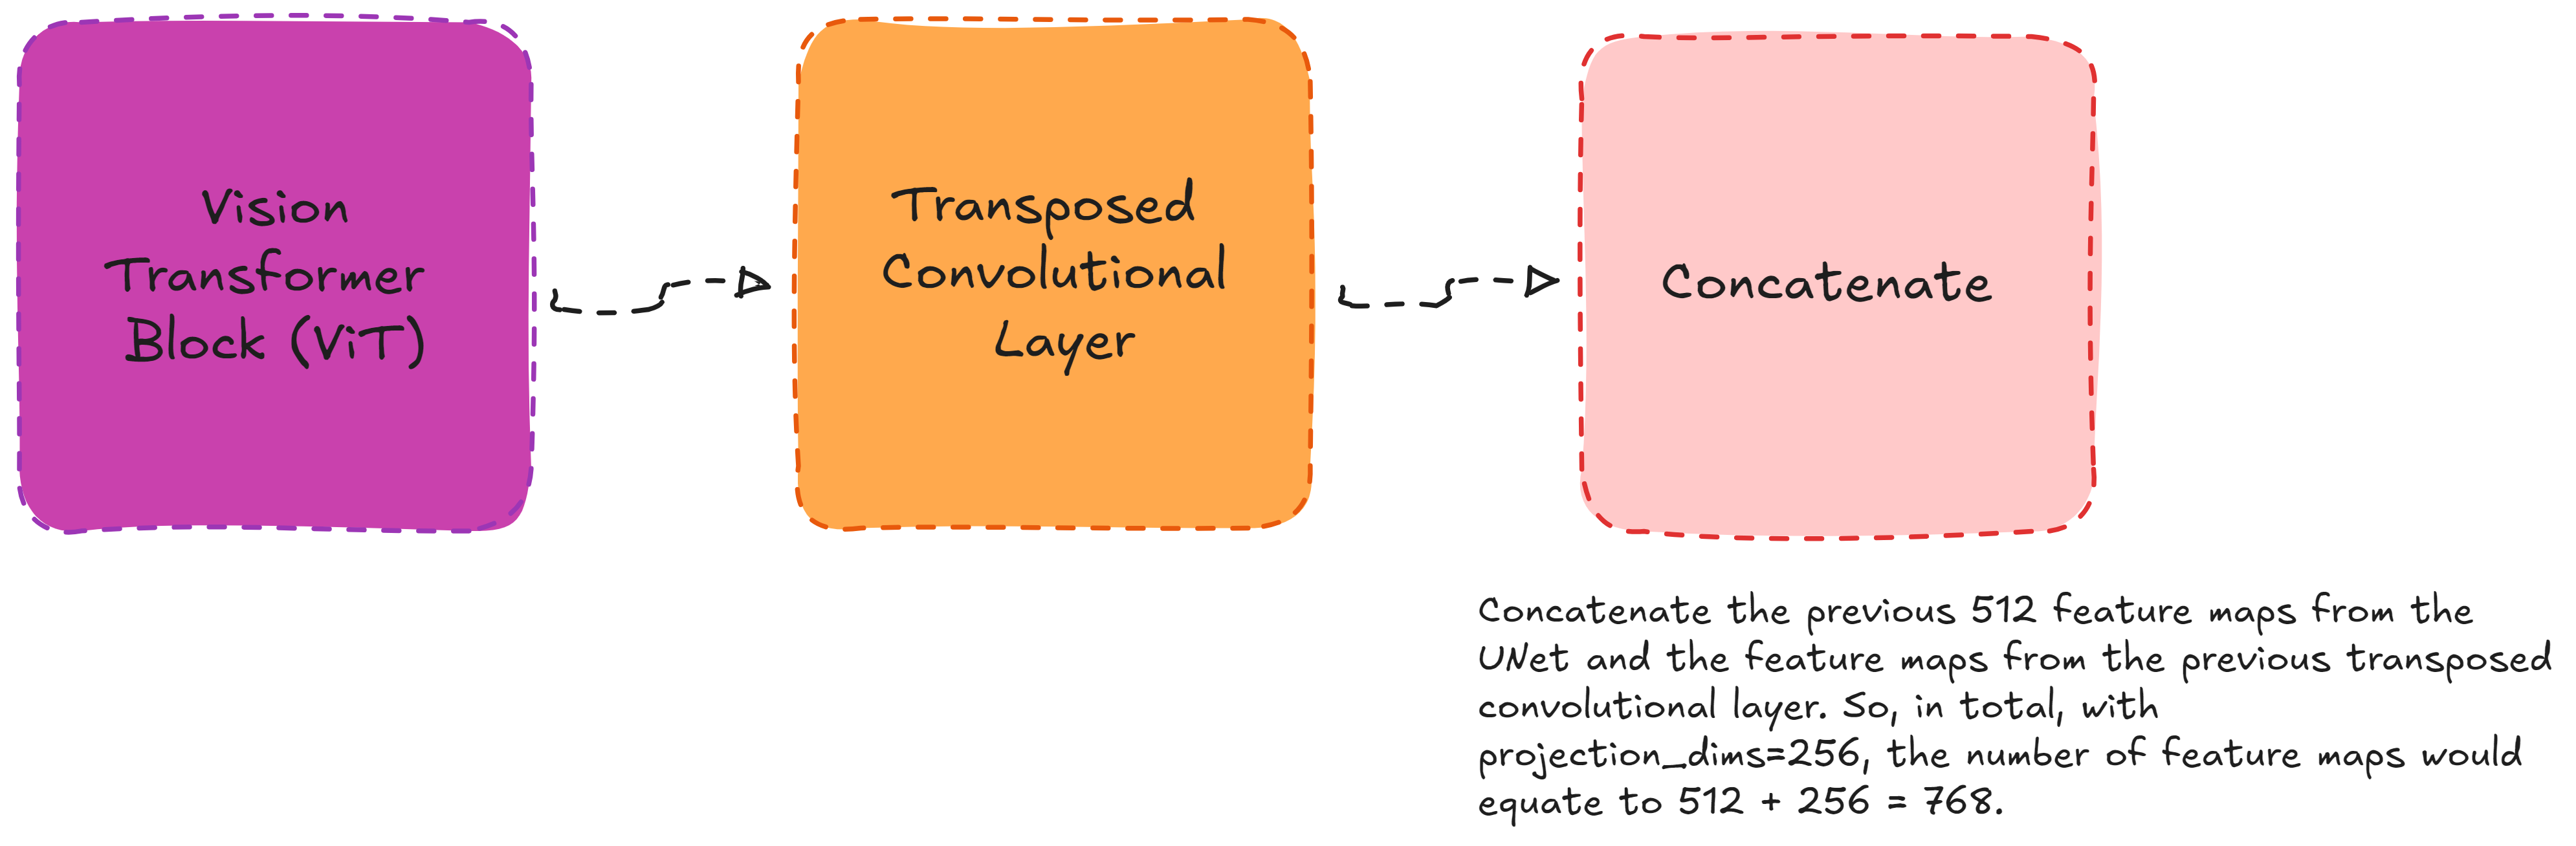 Vision
Transformer
Block (ViT)
Transposed
Convolutional
Layer
Concatenate
Concatenate the previous 512 feature maps from the
UNet and the feature maps from the previous transposed
convolutional layer. So, in total, with
projection_dims=256, the number of feature maps would
equate to 512 + 256 = 768.